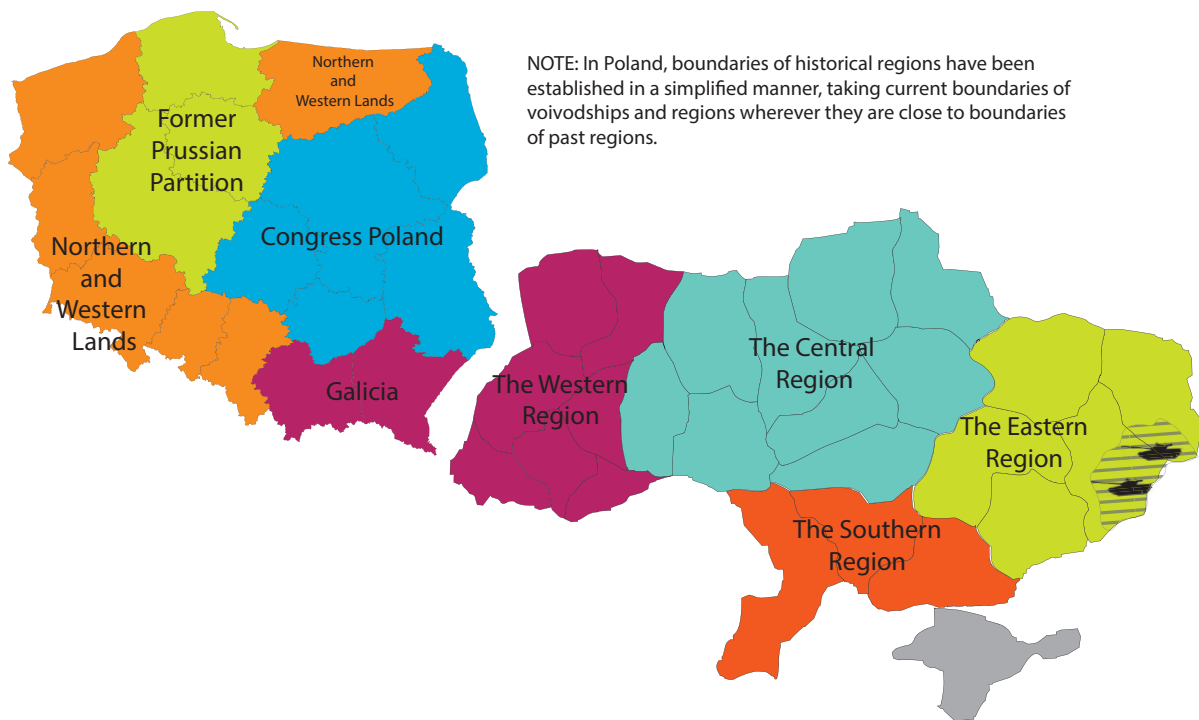 Northern
and
Western Lands
NOTE: In Poland, boundaries of historical regions have been
established in a simplified manner, taking current boundaries of
voivodships and regions wherever they are close to boundaries
of past regions.
Former
Prussian
Partition
Congress Poland
Northern
and
Western
Lands
Galicia
The Western
Region
The Central
Region
The Eastern
Region
The Southern
Region